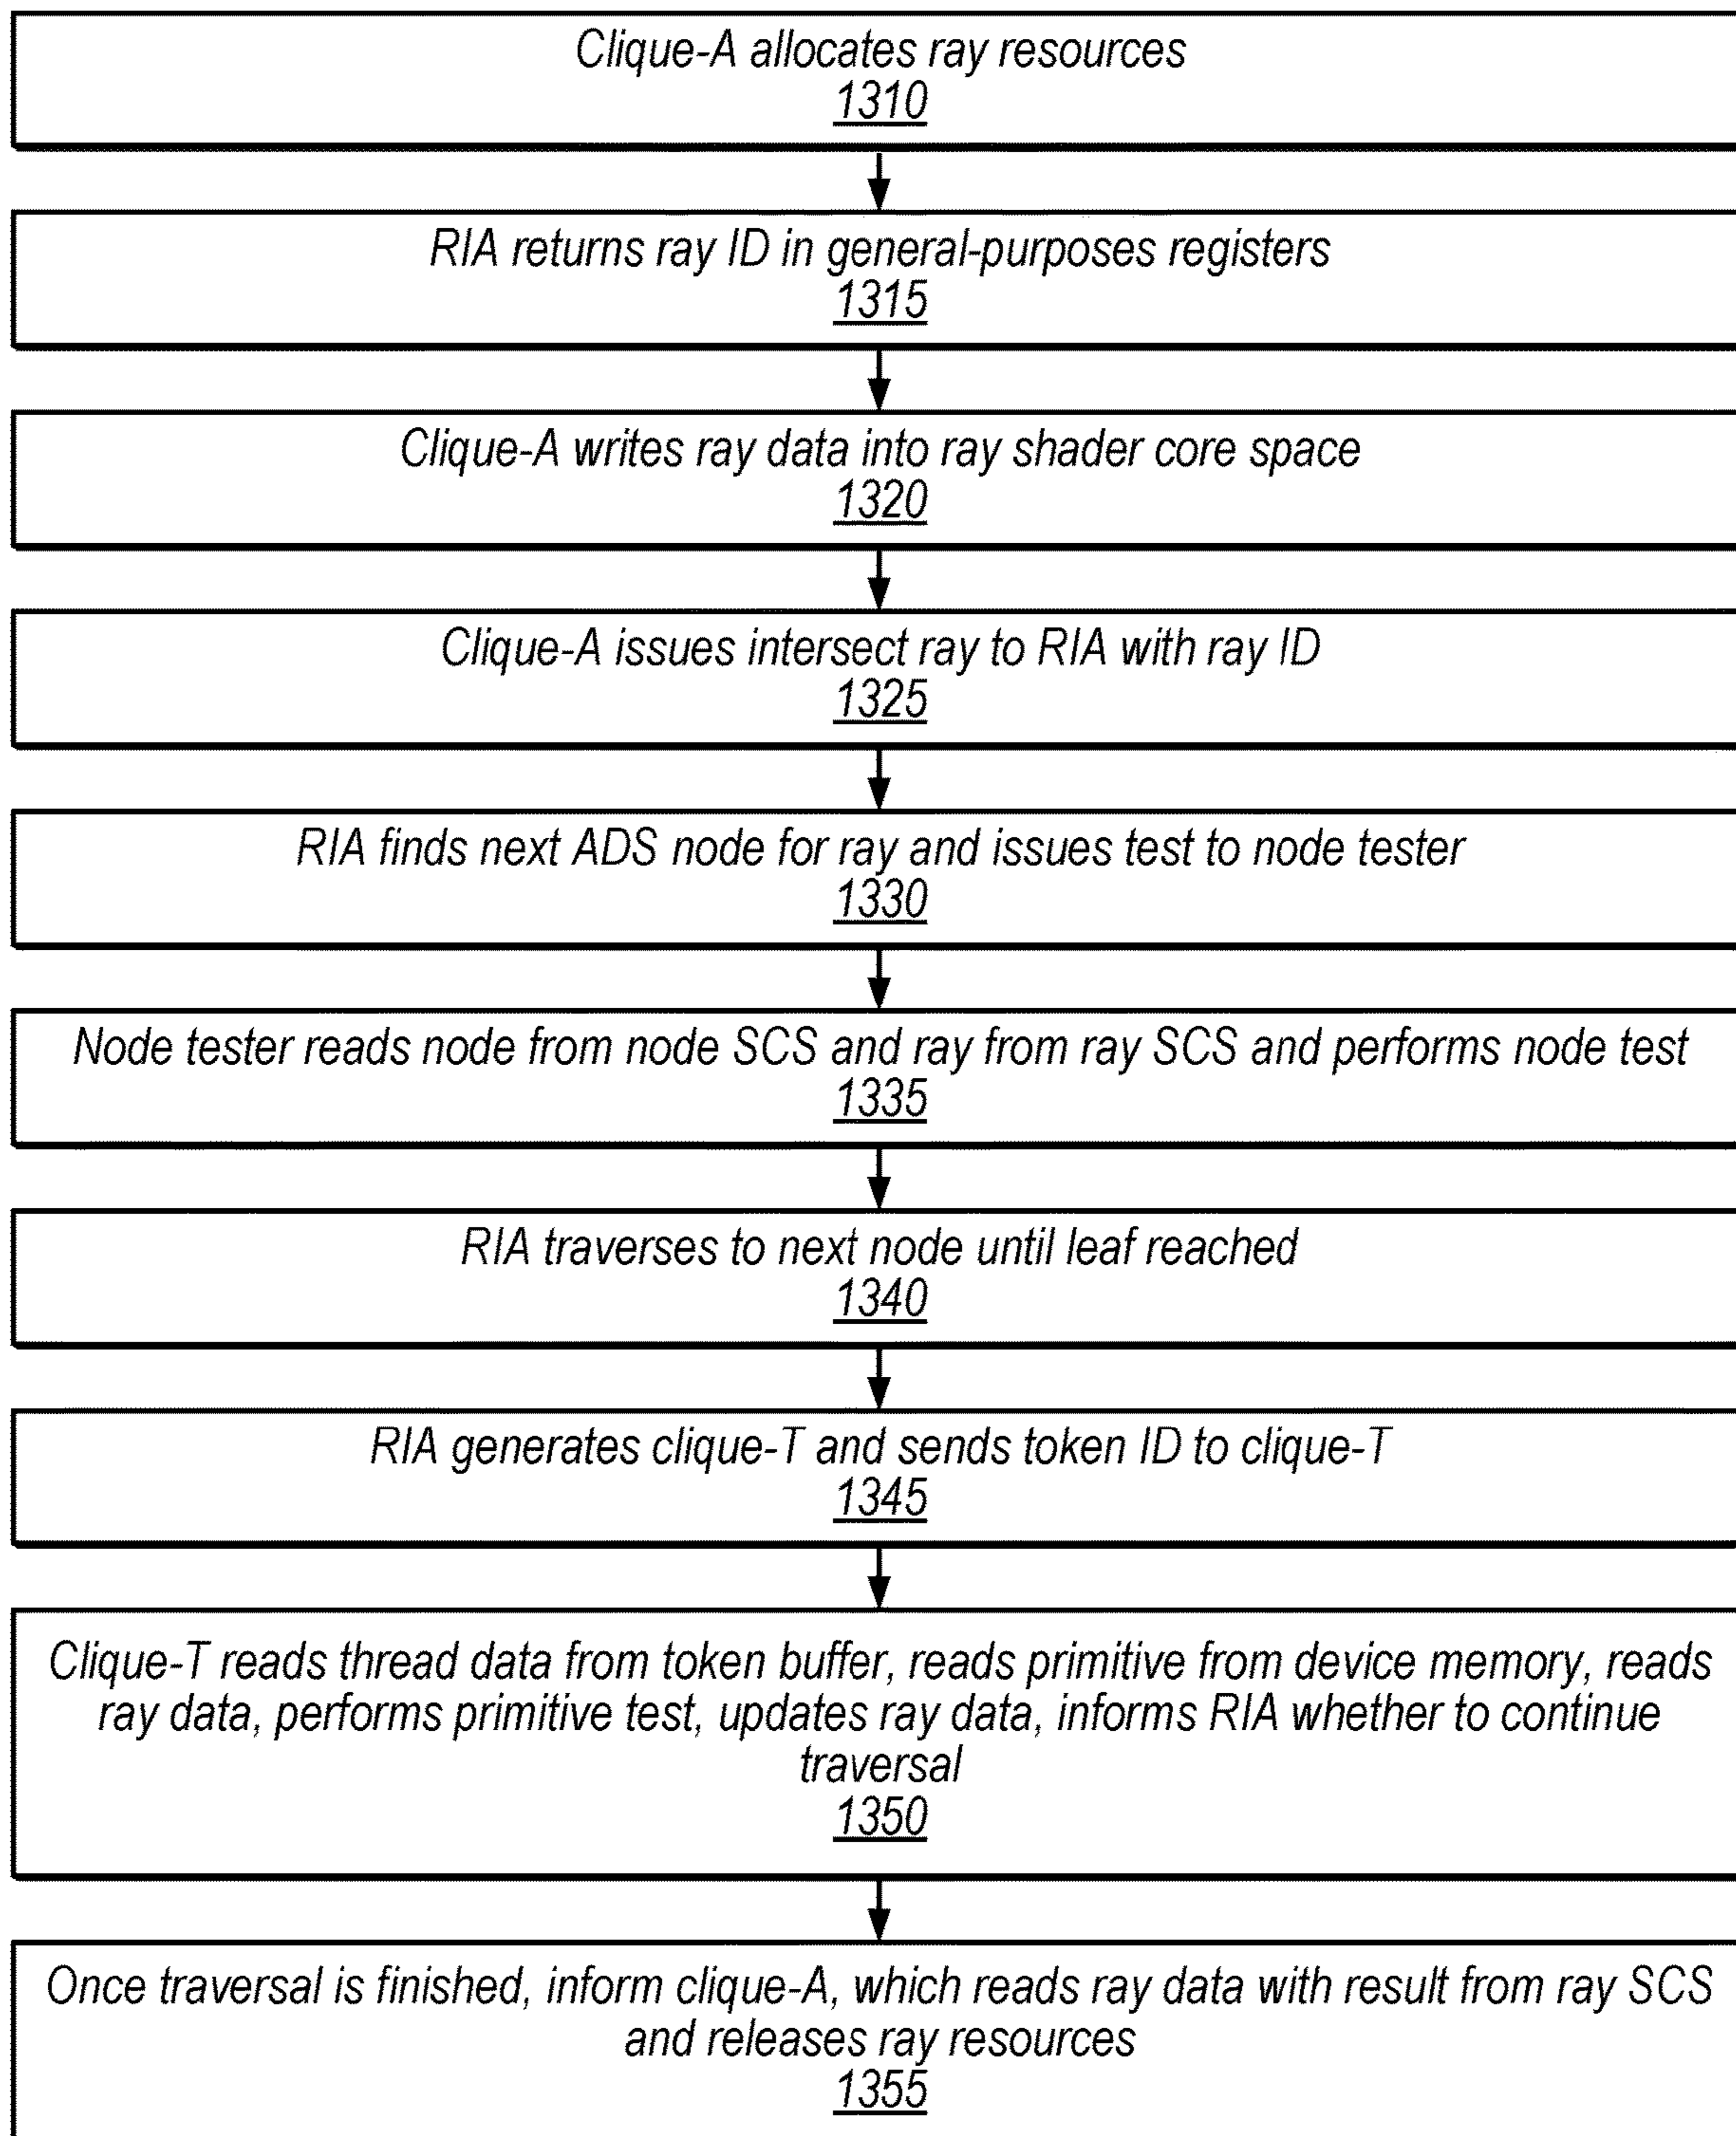 Clique-A allocates ray resources
1310
RIA returns ray ID in general-purposes registers
1315
Clique-A writes ray data into ray shader core space
1320
Clique-A issues intersect ray to RIA with ray ID
1325
RIA finds next ADS node for ray and issues test to node tester
1330
Node tester reads node from node SCS and ray from ray SCS and performs node test
1335
RIA traverses to next node until leaf reached
1340
RIA generates clique-T and sends token ID to clique-T
1345
Clique-T reads thread data from token buffer, reads primitive from device memory, reads
ray data, performs primitive test, updates ray data, informs RIA whether to continue
traversal
1350
Once traversal is finished, inform clique-A, which reads ray data with result from ray SCS
and releases ray resources
1355